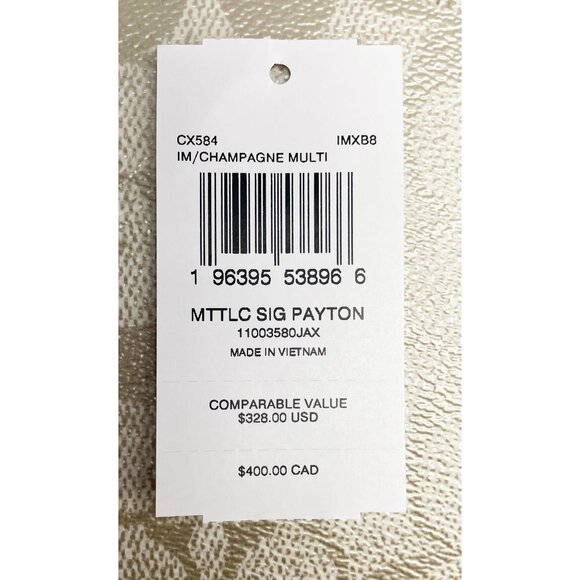 CX584 IMXB8
IM/CHAMPAGNE MULTI
1 96395 53896 6
MTTLC SIG PAYTON
11003580JAX
MADE IN VIETNAM
COMPARABLE VALUE
$328.00 USD
$400.00 CAD